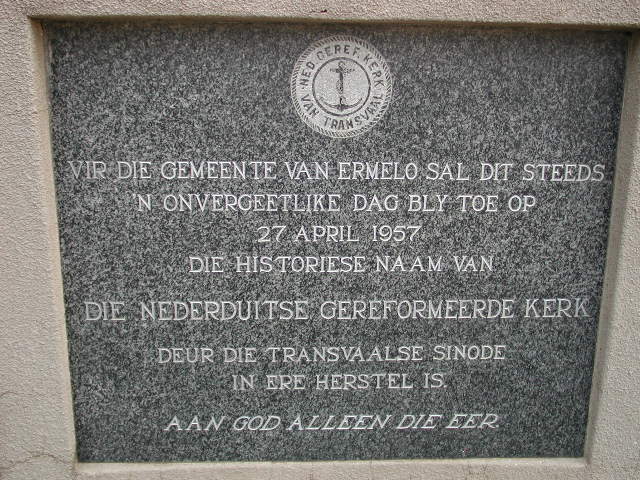 NED. GEREF. KERK
VAN TRANSVAAL
VIR DIE GEMEENTE VAN ERMELO SAL DIT STEEDS
'N ONVERGEETLIKE DAG BLY TOE OP
27 APRIL 1957
DIE HISTORIESE NAAM VAN
DIE NEDERDUITSE GEREFORMEERDE KERK
DEUR DIE TRANSVAALSE SINODE
IN ERE HERSTEL IS.
AAN GOD ALLEEN DIE EER.